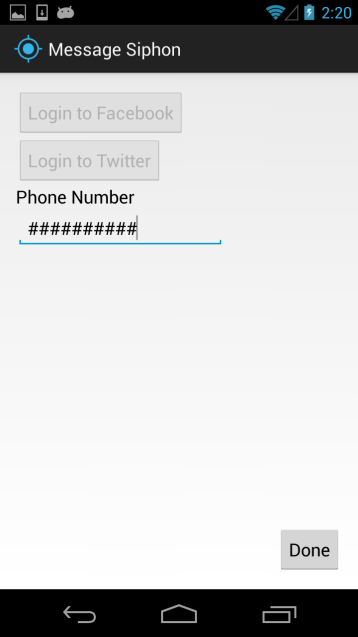 2:20
Message Siphon
Login to Facebook
Login to Twitter
Phone Number
##########
Done